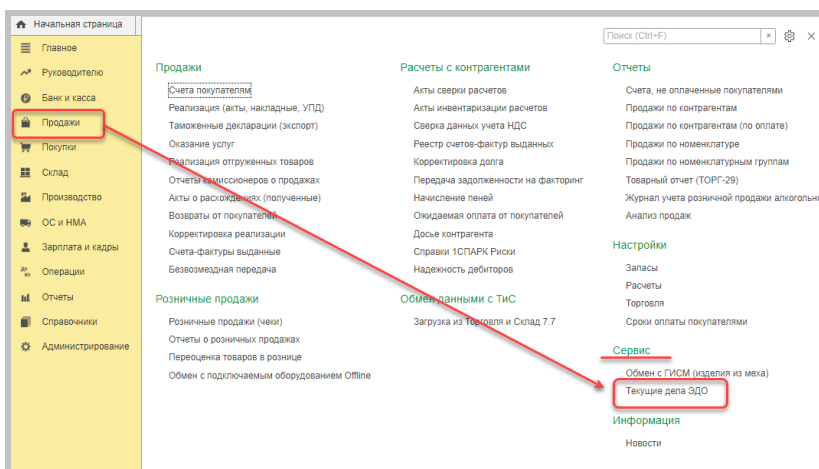 Начальная страница
Поиск (Ctrl+F)
Главное
Руководителю
Банк и касса
Продажи
Покупки
Склад
Производство
ОС и НМА
Зарплата и кадры
Операции
Отчеты
Справочники
Администрирование
Продажи
Счета покупателям
Реализация (акты, накладные, УПД)
Таможенные декларации (экспорт)
Оказание услуг
Реализация отгруженных товаров
Отчеты комиссионеров о продажах
Акты о расхождениях (полученные)
Возвраты от покупателей
Корректировка реализации
Счета-фактуры выданные
Безвозмездная передача
Розничные продажи
Розничные продажи (чеки)
Отчеты о розничных продажах
Переоценка товаров в рознице
Обмен с подключаемым оборудованием Offline
Расчеты с контрагентами
Акты сверки расчетов
Акты инвентаризации расчетов
Сверка данных учета НДС
Реестр счетов-фактур выданных
Корректировка долга
Передача задолженности на факторинг
Начисление пеней
Ожидаемая оплата от покупателей
Досье контрагента
Справки 1СПАРК Риски
Надежность дебиторов
Обмен данными с ТиС
Загрузка из Торговля и Склад 7.7
Отчеты
Счета, не оплаченные покупателями
Продажи по контрагентам
Продажи по контрагентам (по оплате)
Продажи по номенклатуре
Продажи по номенклатурным группам
Товарный отчет (ТОРГ-29)
Журнал учета розничной продажи алкогольн
Анализ продаж
Настройки
Запасы
Расчеты
Торговля
Сроки оплаты покупателями
Сервис
Обмен с ГИСМ (изделия из меха)
Текущие дела ЭДО
Информация
Новости